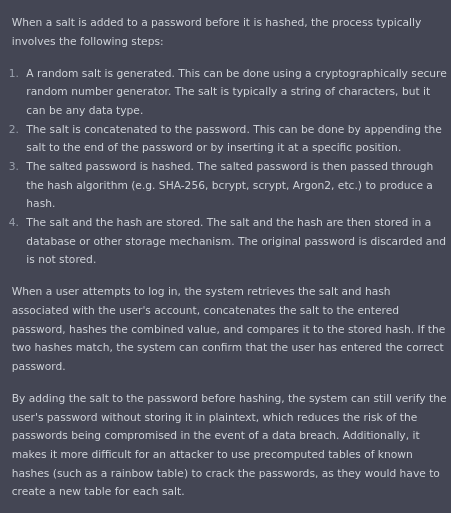 When a salt is added to a password before it is hashed, the process typically
involves the following steps:
1. A random salt is generated. This can be done using a cryptographically secure
random number generator. The salt is typically a string of characters, but it
can be any data type.
2. The salt is concatenated to the password. This can be done by appending the
salt to the end of the password or by inserting it at a specific position.
3. The salted password is hashed. The salted password is then passed through
the hash algorithm (e.g. SHA-256, bcrypt, scrypt, Argon2, etc.) to produce a
hash.
4. The salt and the hash are stored. The salt and the hash are then stored in a
database or other storage mechanism. The original password is discarded and
is not stored.
When a user attempts to log in, the system retrieves the salt and hash
associated with the user's account, concatenates the salt to the entered
password, hashes the combined value, and compares it to the stored hash. If the
two hashes match, the system can confirm that the user has entered the correct
password.
By adding the salt to the password before hashing, the system can still verify the
user's password without storing it in plaintext, which reduces the risk of the
passwords being compromised in the event of a data breach. Additionally, it
makes it more difficult for an attacker to use precomputed tables of known
hashes (such as a rainbow table) to crack the passwords, as they would have to
create a new table for each salt.